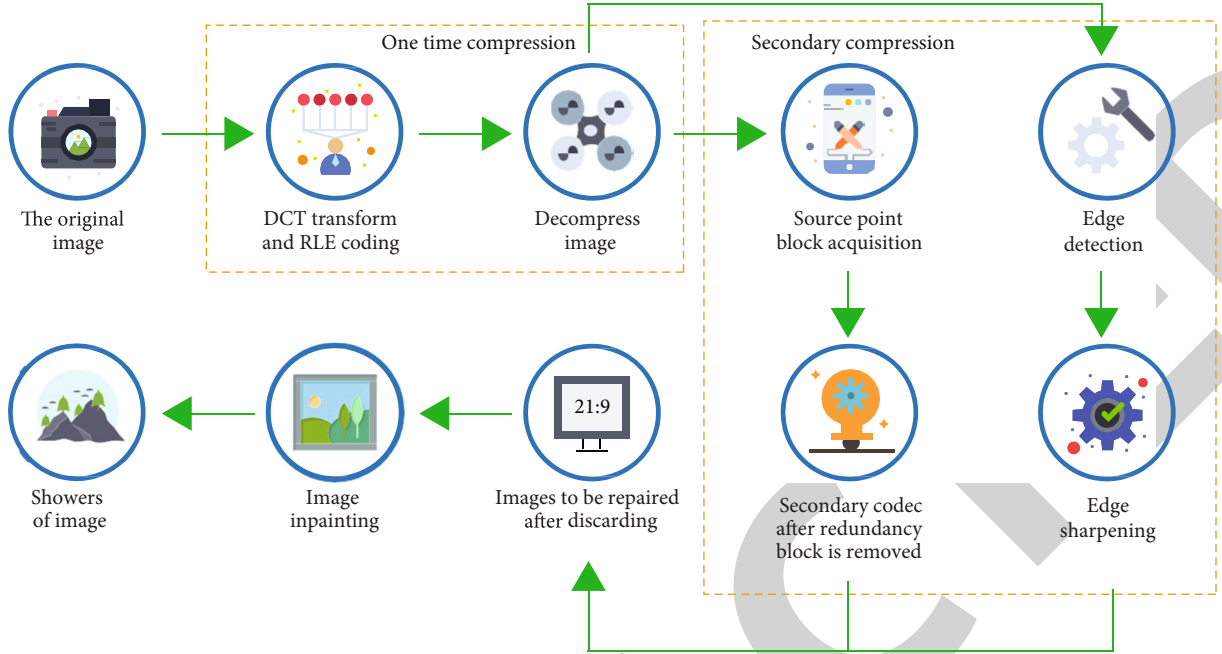 One time compression
Secondary compression
The original
image
DCT transform
and RLE coding
Decompress
image
Source point
block acquisition
Edge
detection
21:9
Showers
of image
Image
inpainting
Images to be repaired
after discarding
Secondary codec
after redundancy
block is removed
Edge
sharpening